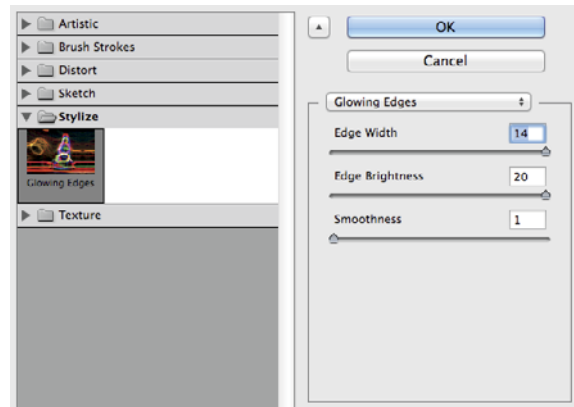 Artistic
Brush Strokes
Distort
Sketch
Stylize
Glowing Edges
Texture
OK
Cancel
Glowing Edges
Edge Width 14
Edge Brightness 20
Smoothness 1